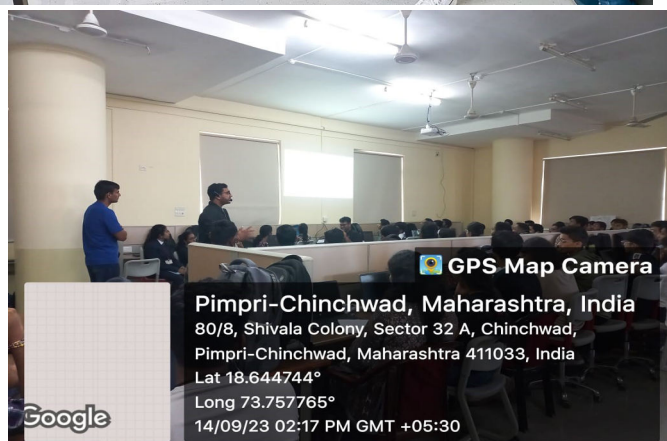 GPS Map Camera
Pimpri-Chinchwad, Maharashtra, India
80/8, Shivala Colony, Sector 32 A, Chinchwad,
Pimpri-Chinchwad, Maharashtra 411033, India
Lat 18.644744°
Long 73.757765°
14/09/23 02:17 PM GMT +05:30
Google